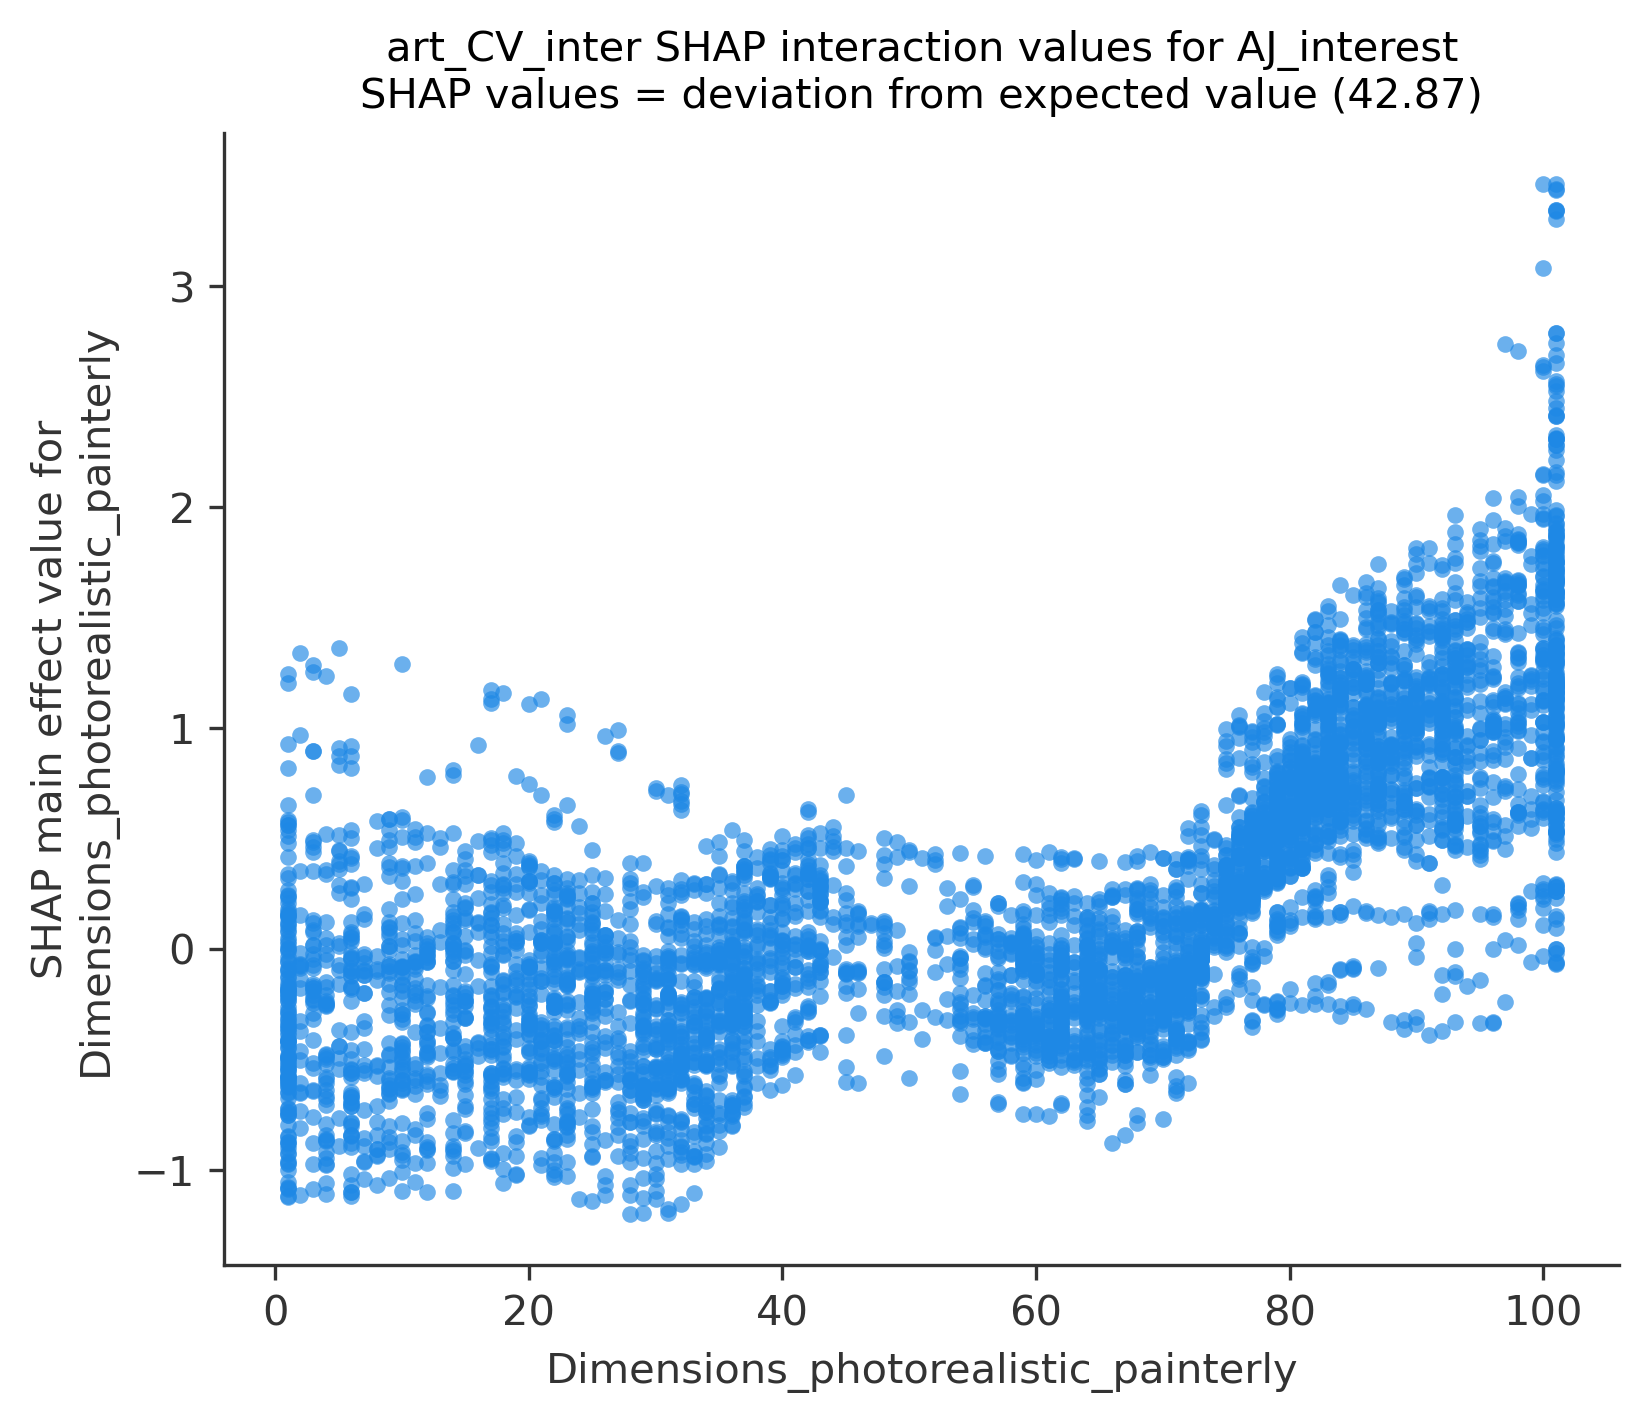 art_CV_inter SHAP interaction values for AJ_interest
SHAP values = deviation from expected value (42.87)
SHAP main effect value for
Dimensions_photorealistic_painterly
3
2
1
0
−1
0
20
40
60
80
100
Dimensions_photorealistic_painterly